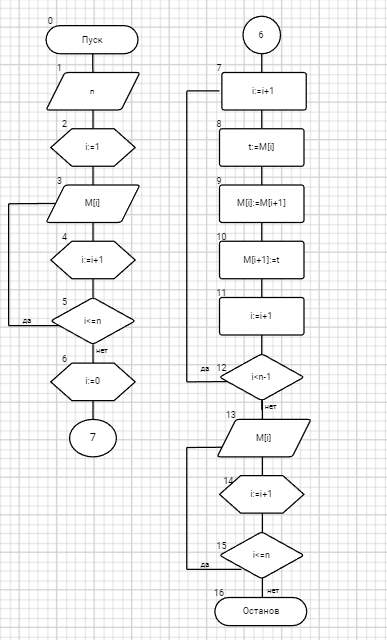 0
Пуск
1
n
2
i:=1
3
M[i]
4
i:=i+1
5
i<=n
да
нет
6
i:=0
7
6
7
i:=i+1
8
t:=M[i]
9
M[i]:=M[i+1]
10
M[i+1]:=t
11
i:=i+1
12
i<n-1
да
нет
13
M[i]
14
i:=i+1
15
i<=n
да
нет
16
Останов